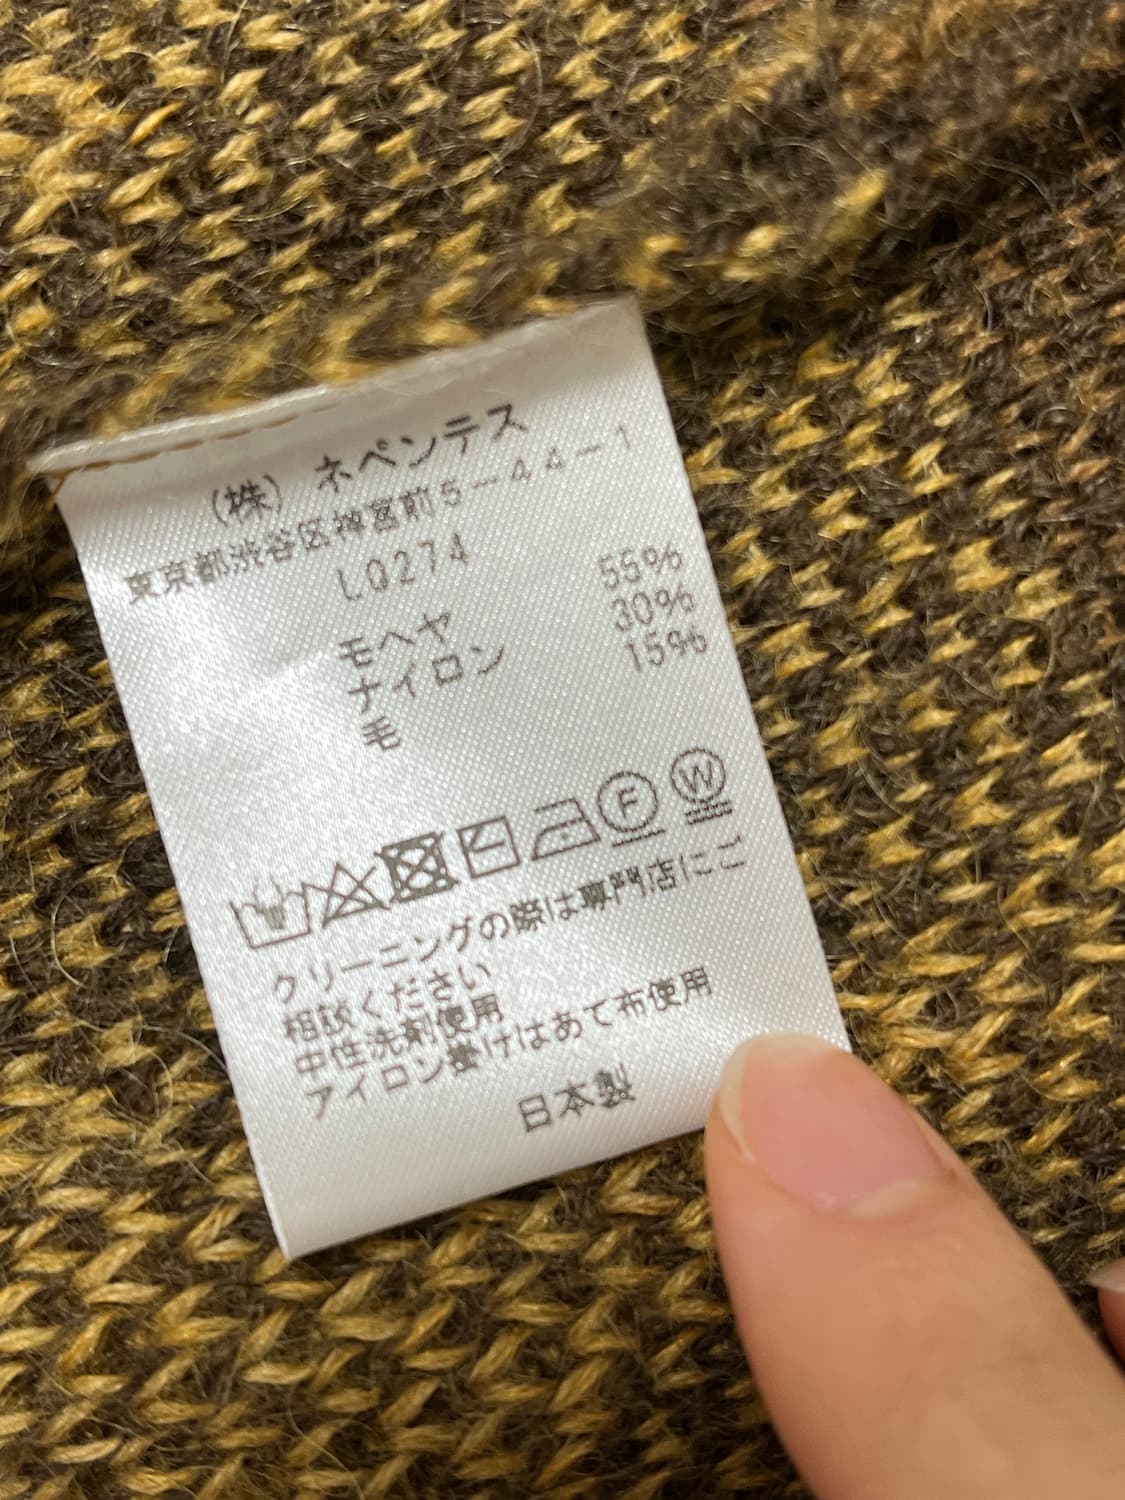 (株) ネペンテス
東京都渋谷区神宮前5-44-1
LQ274
モヘヤ 55%
ナイロン 30%
毛 15%
F W
クリーニングの際は専門店にご
相談ください
中性洗剤使用
アイロン掛けはあて布使用
日本製